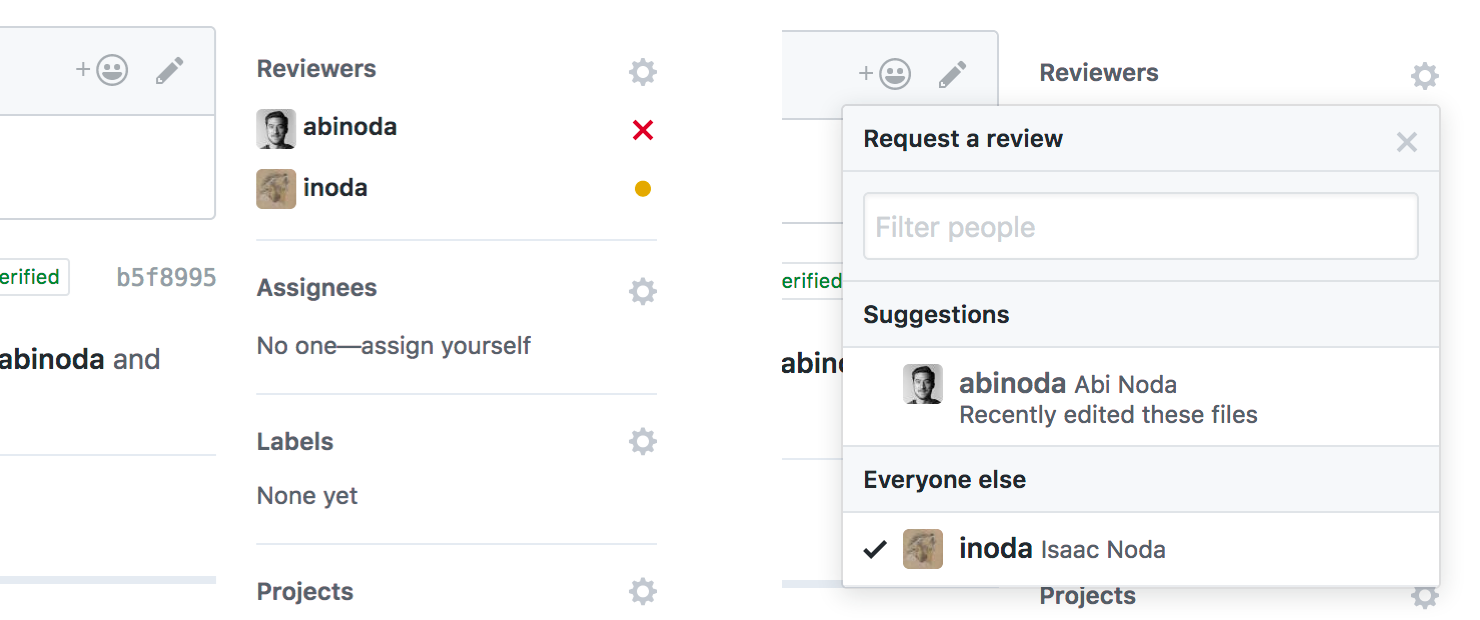 +
Reviewers
abinoda
inoda
erified
b5f8995
Assignees
No one—assign yourself
abinoda and
Labels
None yet
Projects
+
Reviewers
Request a review
Filter people
erified
Suggestions
abino
abinoda Abi Noda
Recently edited these files
Everyone else
inoda Isaac Noda
Projects